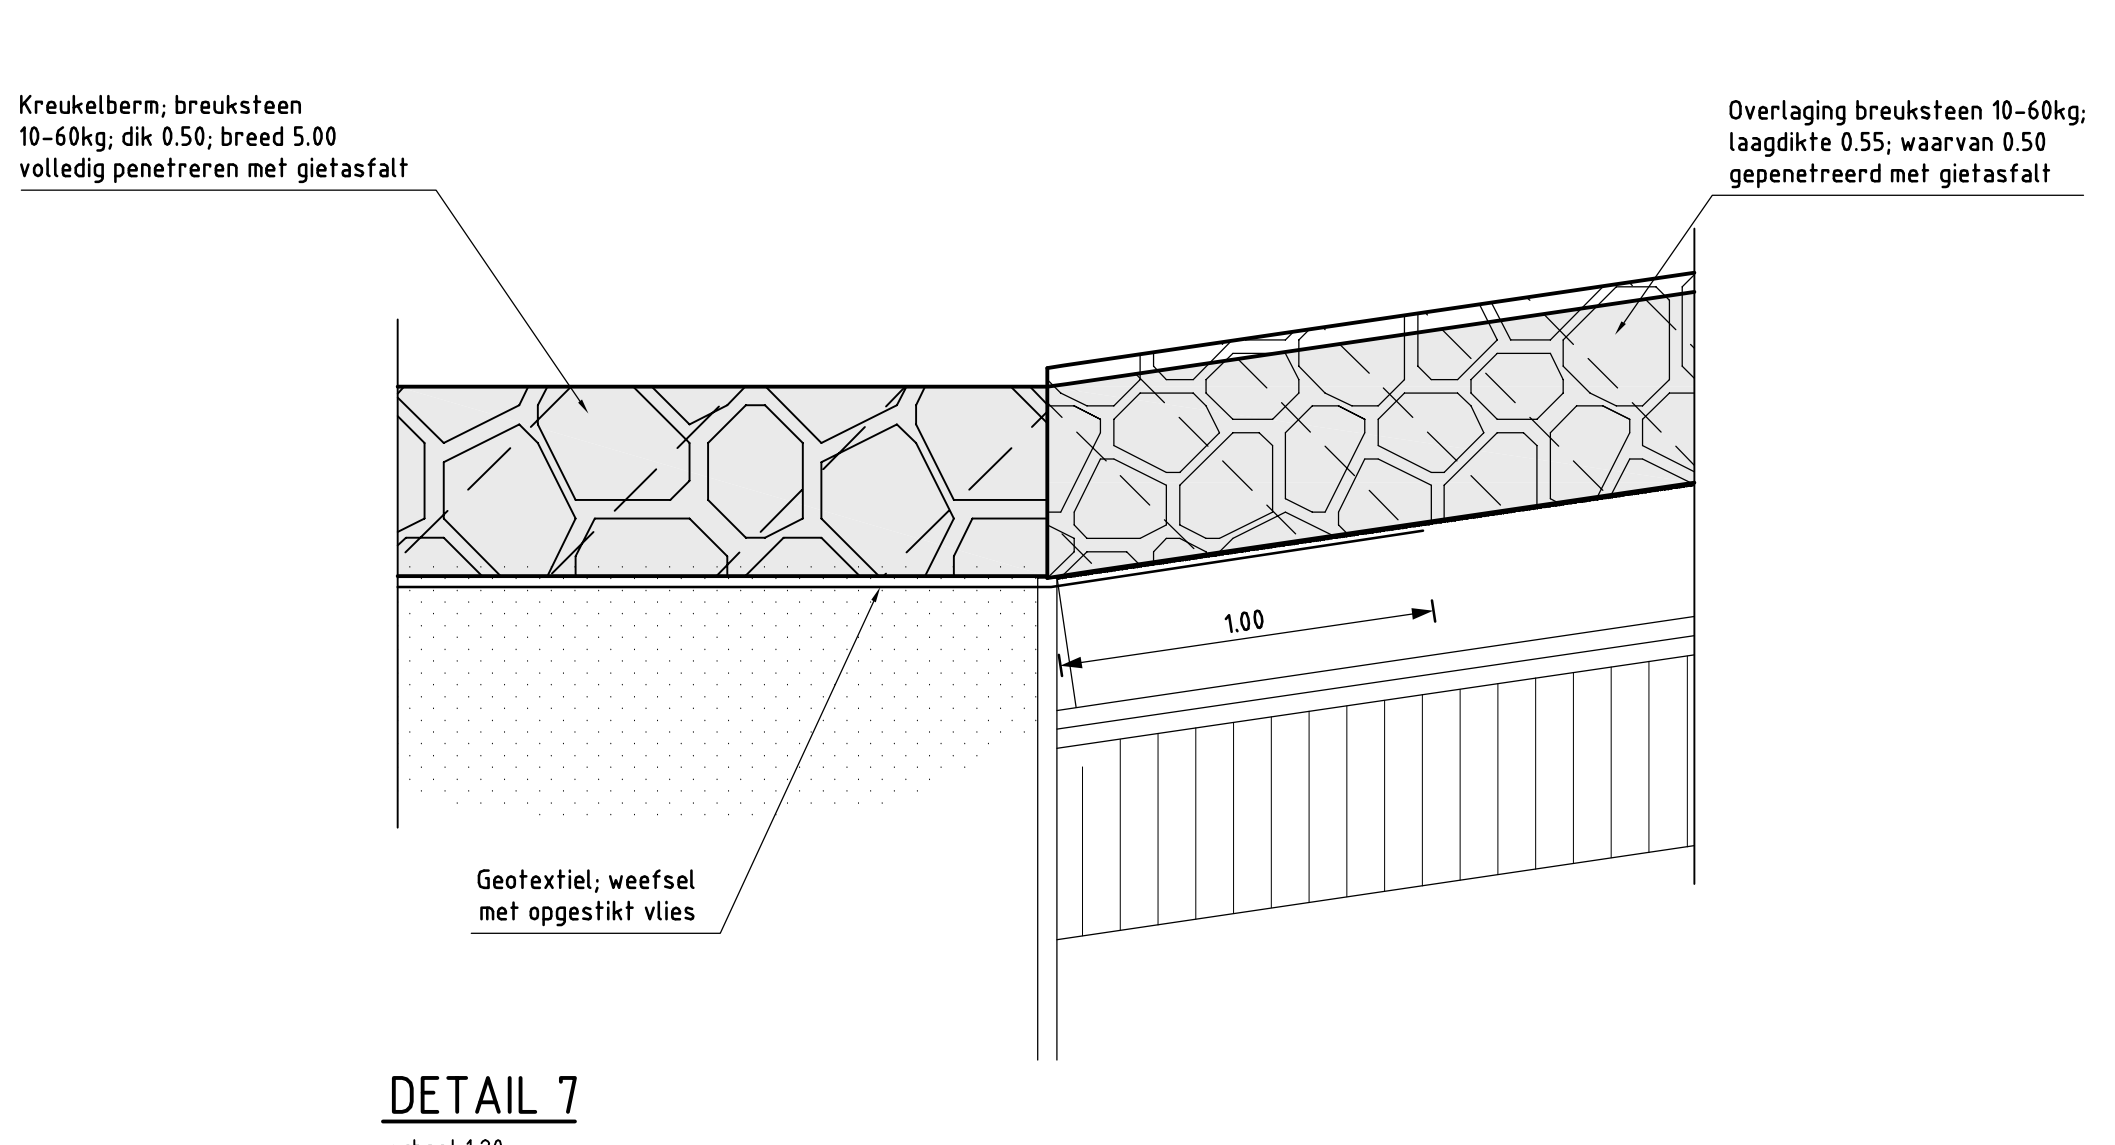 Kreukelberm; breuksteen
10-60kg; dik 0.50; breed 5.00
volledig penetreren met gietasfalt
Overlaging breuksteen 10-60kg;
laagdikte 0.55; waarvan 0.50
gepenetreerd met gietasfalt
1.00
Geotextiel; weefsel
met opgestikt vlies
DETAIL 7